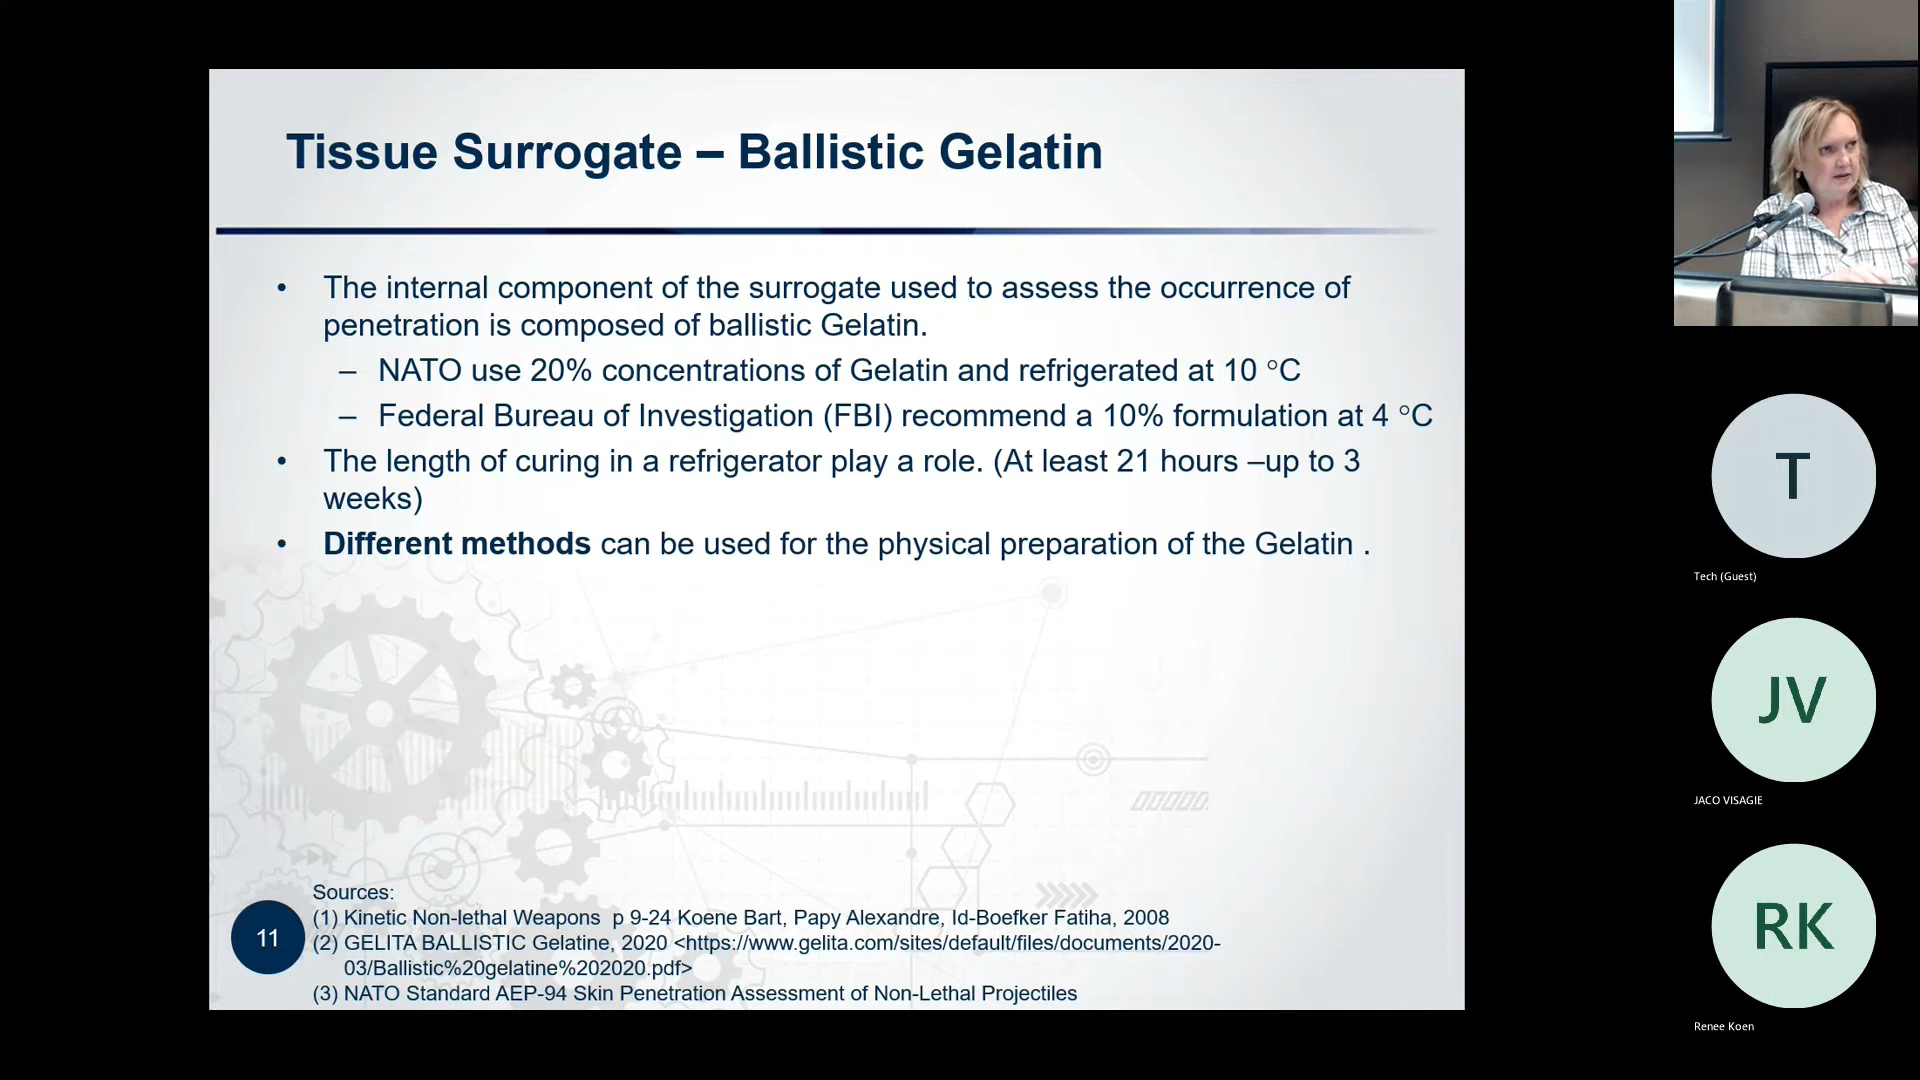 Tissue Surrogate – Ballistic Gelatin
• The internal component of the surrogate used to assess the occurrence of
penetration is composed of ballistic Gelatin.
– NATO use 20% concentrations of Gelatin and refrigerated at 10 °C
– Federal Bureau of Investigation (FBI) recommend a 10% formulation at 4 °C
• The length of curing in a refrigerator play a role. (At least 21 hours –up to 3
weeks)
• Different methods can be used for the physical preparation of the Gelatin .
Sources:
(1) Kinetic Non-lethal Weapons p 9-24 Koene Bart, Papy Alexandre, Id-Boefker Fatiha, 2008
(2) GELITA BALLISTIC Gelatine, 2020 <https://www.gelita.com/sites/default/files/documents/2020-
03/Ballistic%20gelatine%202020.pdf>
(3) NATO Standard AEP-94 Skin Penetration Assessment of Non-Lethal Projectiles
11
T
Tech (Guest)
JV
JACO VISAGIE
RK
Renee Koen